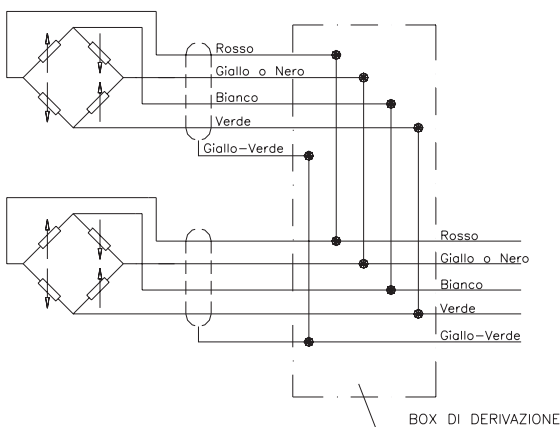 Rosso
Giallo o Nero
Bianco
Verde
Giallo-Verde
Rosso
Giallo o Nero
Bianco
Verde
Giallo-Verde
BOX DI DERIVAZIONE